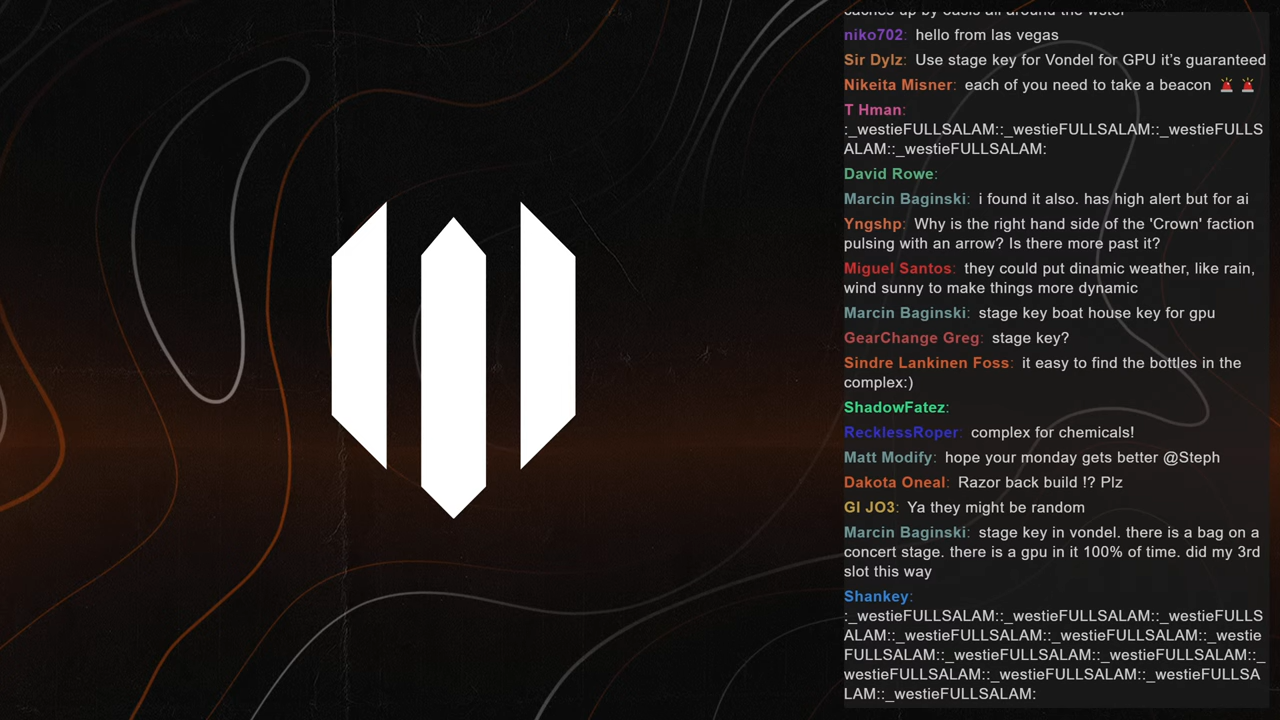 caches up by oasis all around the wster
niko702: hello from las vegas
Sir Dylz: Use stage key for Vondel for GPU it’s guaranteed
Nikeita Misner: each of you need to take a beacon 🚨 🚨
T Hman:
:_westieFULLSALAM::_westieFULLSALAM::_westieFULLS
ALAM::_westieFULLSALAM:
David Rowe:
Marcin Baginski: i found it also. has high alert but for ai
Yngshp: Why is the right hand side of the 'Crown' faction
pulsing with an arrow? Is there more past it?
Miguel Santos: they could put dinamic weather, like rain,
wind sunny to make things more dynamic
Marcin Baginski: stage key boat house key for gpu
GearChange Greg: stage key?
Sindre Lankinen Foss: it easy to find the bottles in the
complex:)
ShadowFatez:
RecklessRoper: complex for chemicals!
Matt Modify: hope your monday gets better @Steph
Dakota Oneal: Razor back build !? Plz
GI JO3: Ya they might be random
Marcin Baginski: stage key in vondel. there is a bag on a
concert stage. there is a gpu in it 100% of time. did my 3rd
slot this way
Shankey:
:_westieFULLSALAM::_westieFULLSALAM::_westieFULLS
ALAM::_westieFULLSALAM::_westieFULLSALAM::_westie
FULLSALAM::_westieFULLSALAM::_westieFULLSALAM::_
westieFULLSALAM::_westieFULLSALAM::_westieFULLSA
LAM::_westieFULLSALAM: